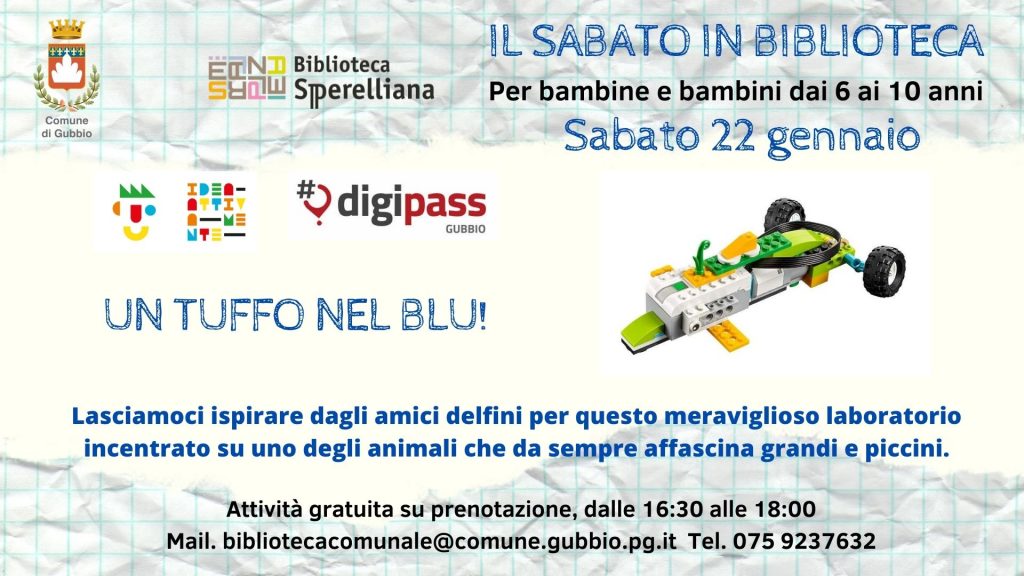 Comune
di Gubbio
Biblioteca
Sperelliana
IL SABATO IN BIBLIOTECA
Per bambine e bambini dai 6 ai 10 anni
Sabato 22 gennaio
IDEA-
ATTIV
A-ME
NTE-
#digipass
GUBBIO
UN TUFFO NEL BLU!
Lasciamoci ispirare dagli amici delfini per questo meraviglioso laboratorio
incentrato su uno degli animali che da sempre affascina grandi e piccini.
Attività gratuita su prenotazione, dalle 16:30 alle 18:00
Mail. bibliotecacomunale@comune.gubbio.pg.it Tel. 075 9237632